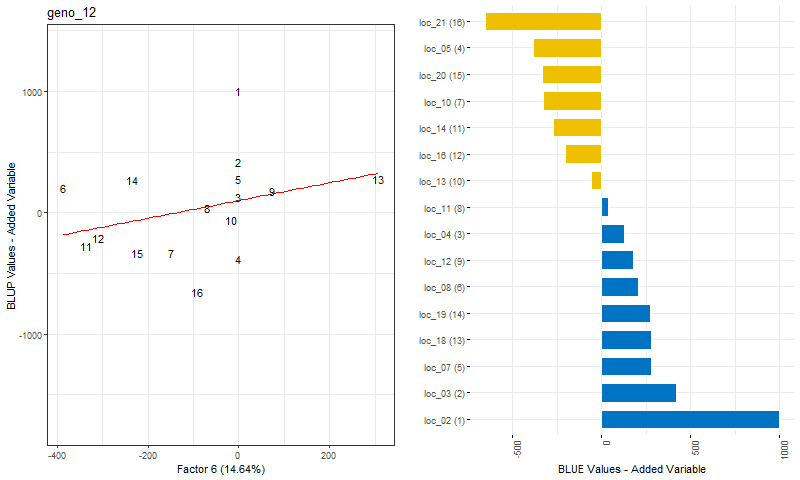 geno_12
BLUP Values - Added Variable
1000
0
-1000
1
2
5
3
4
6
14
13
9
8
10
12
11
15
7
16
-400
-200
0
200
Factor 6 (14.64%)
loc_21 (16)
loc_05 (4)
loc_20 (15)
loc_10 (7)
loc_14 (11)
loc_16 (12)
loc_13 (10)
loc_11 (8)
loc_04 (3)
loc_12 (9)
loc_08 (6)
loc_19 (14)
loc_18 (13)
loc_07 (5)
loc_03 (2)
loc_02 (1)
-500
0
500
1000
BLUE Values - Added Variable